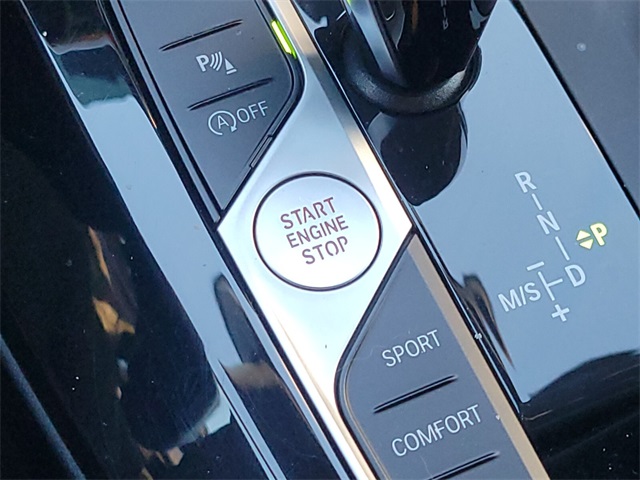 P
A OFF
START
ENGINE
STOP
SPORT
COMFORT
R
N
P
D
M/S
+